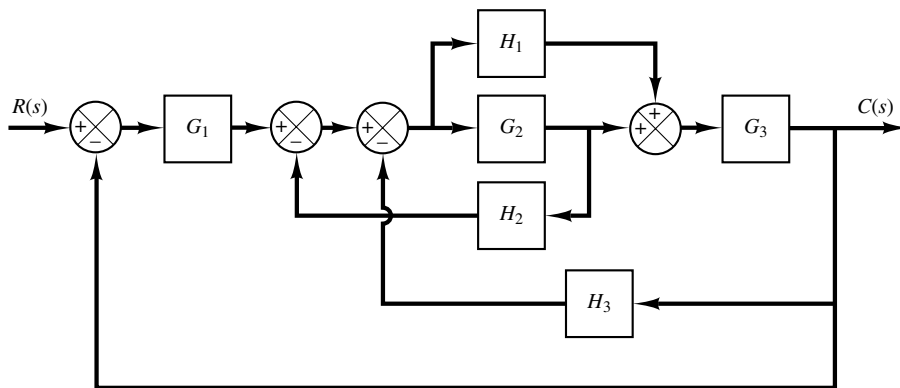 H₁
R(s)
C(s)
+
−
G₁
+
−
+
−
G₂
+
+
G₃
H₂
H₃